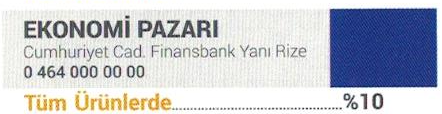 EKONOMİ PAZARI
Cumhuriyet Cad. Finansbank Yanı Rize
0 464 000 00 00
Tüm Ürünlerde..........................................%10